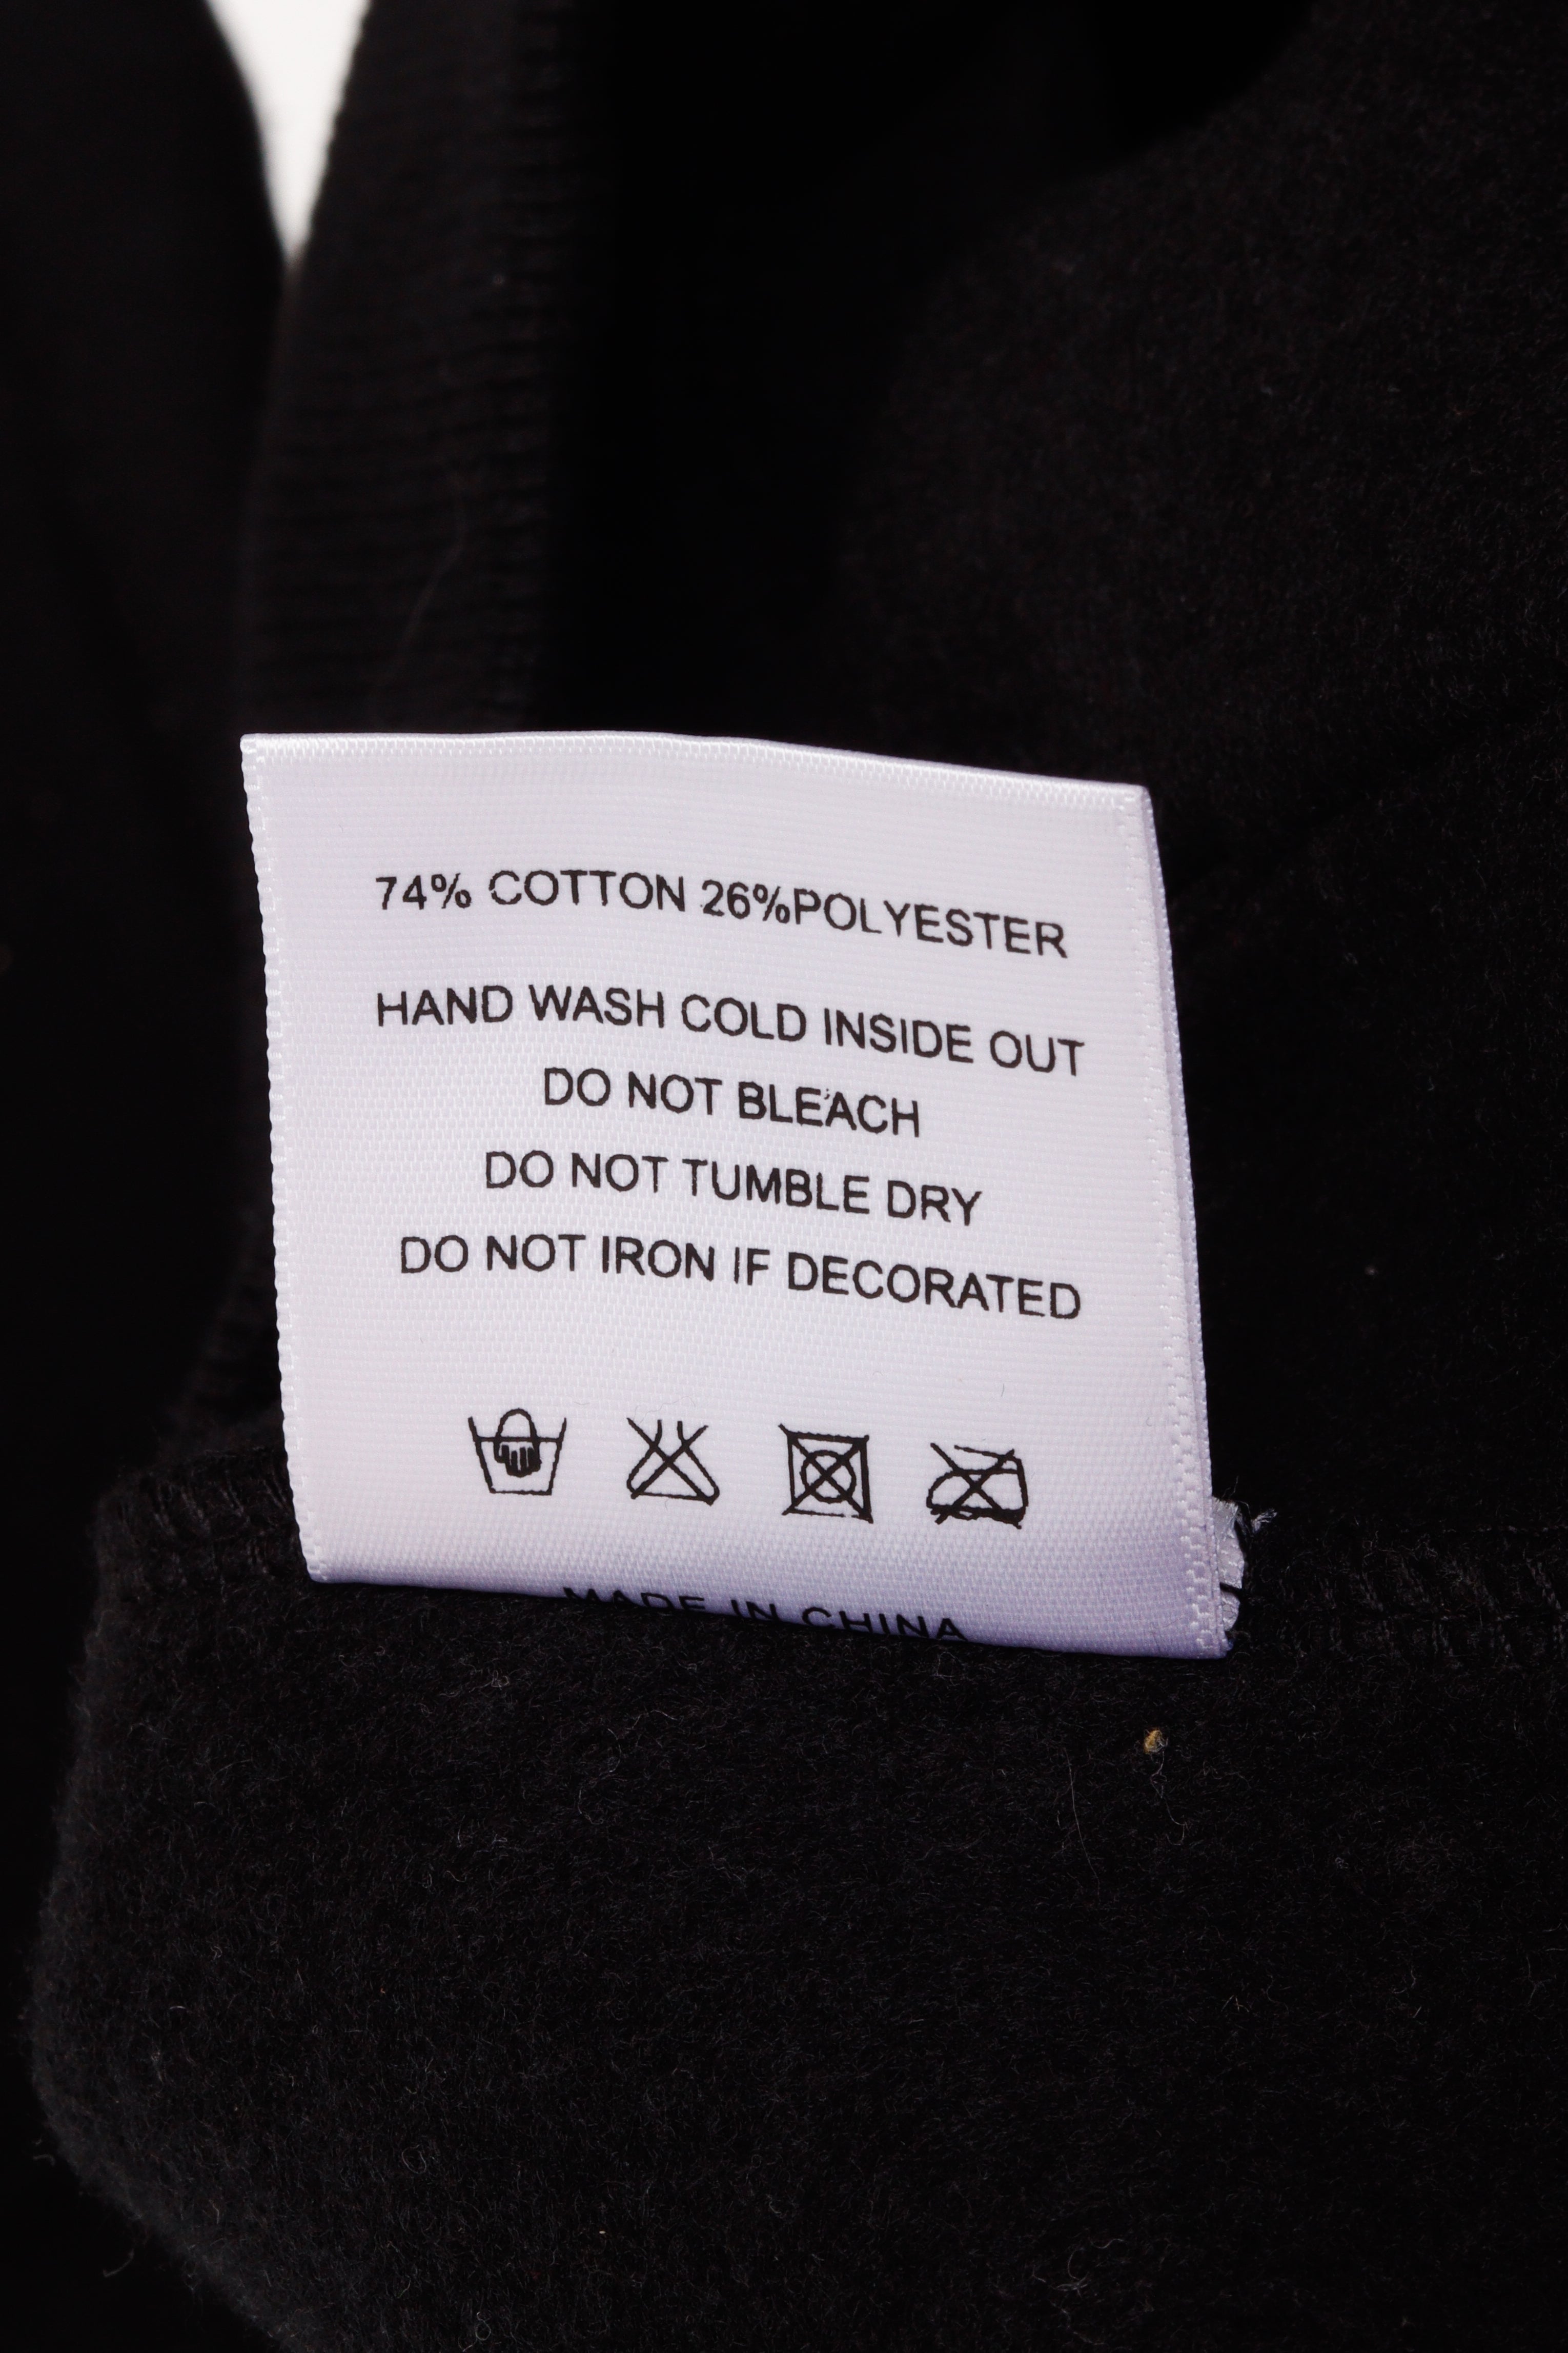 74% COTTON 26%POLYESTER
HAND WASH COLD INSIDE OUT
DO NOT BLEACH
DO NOT TUMBLE DRY
DO NOT IRON IF DECORATED
MADE IN CHINA